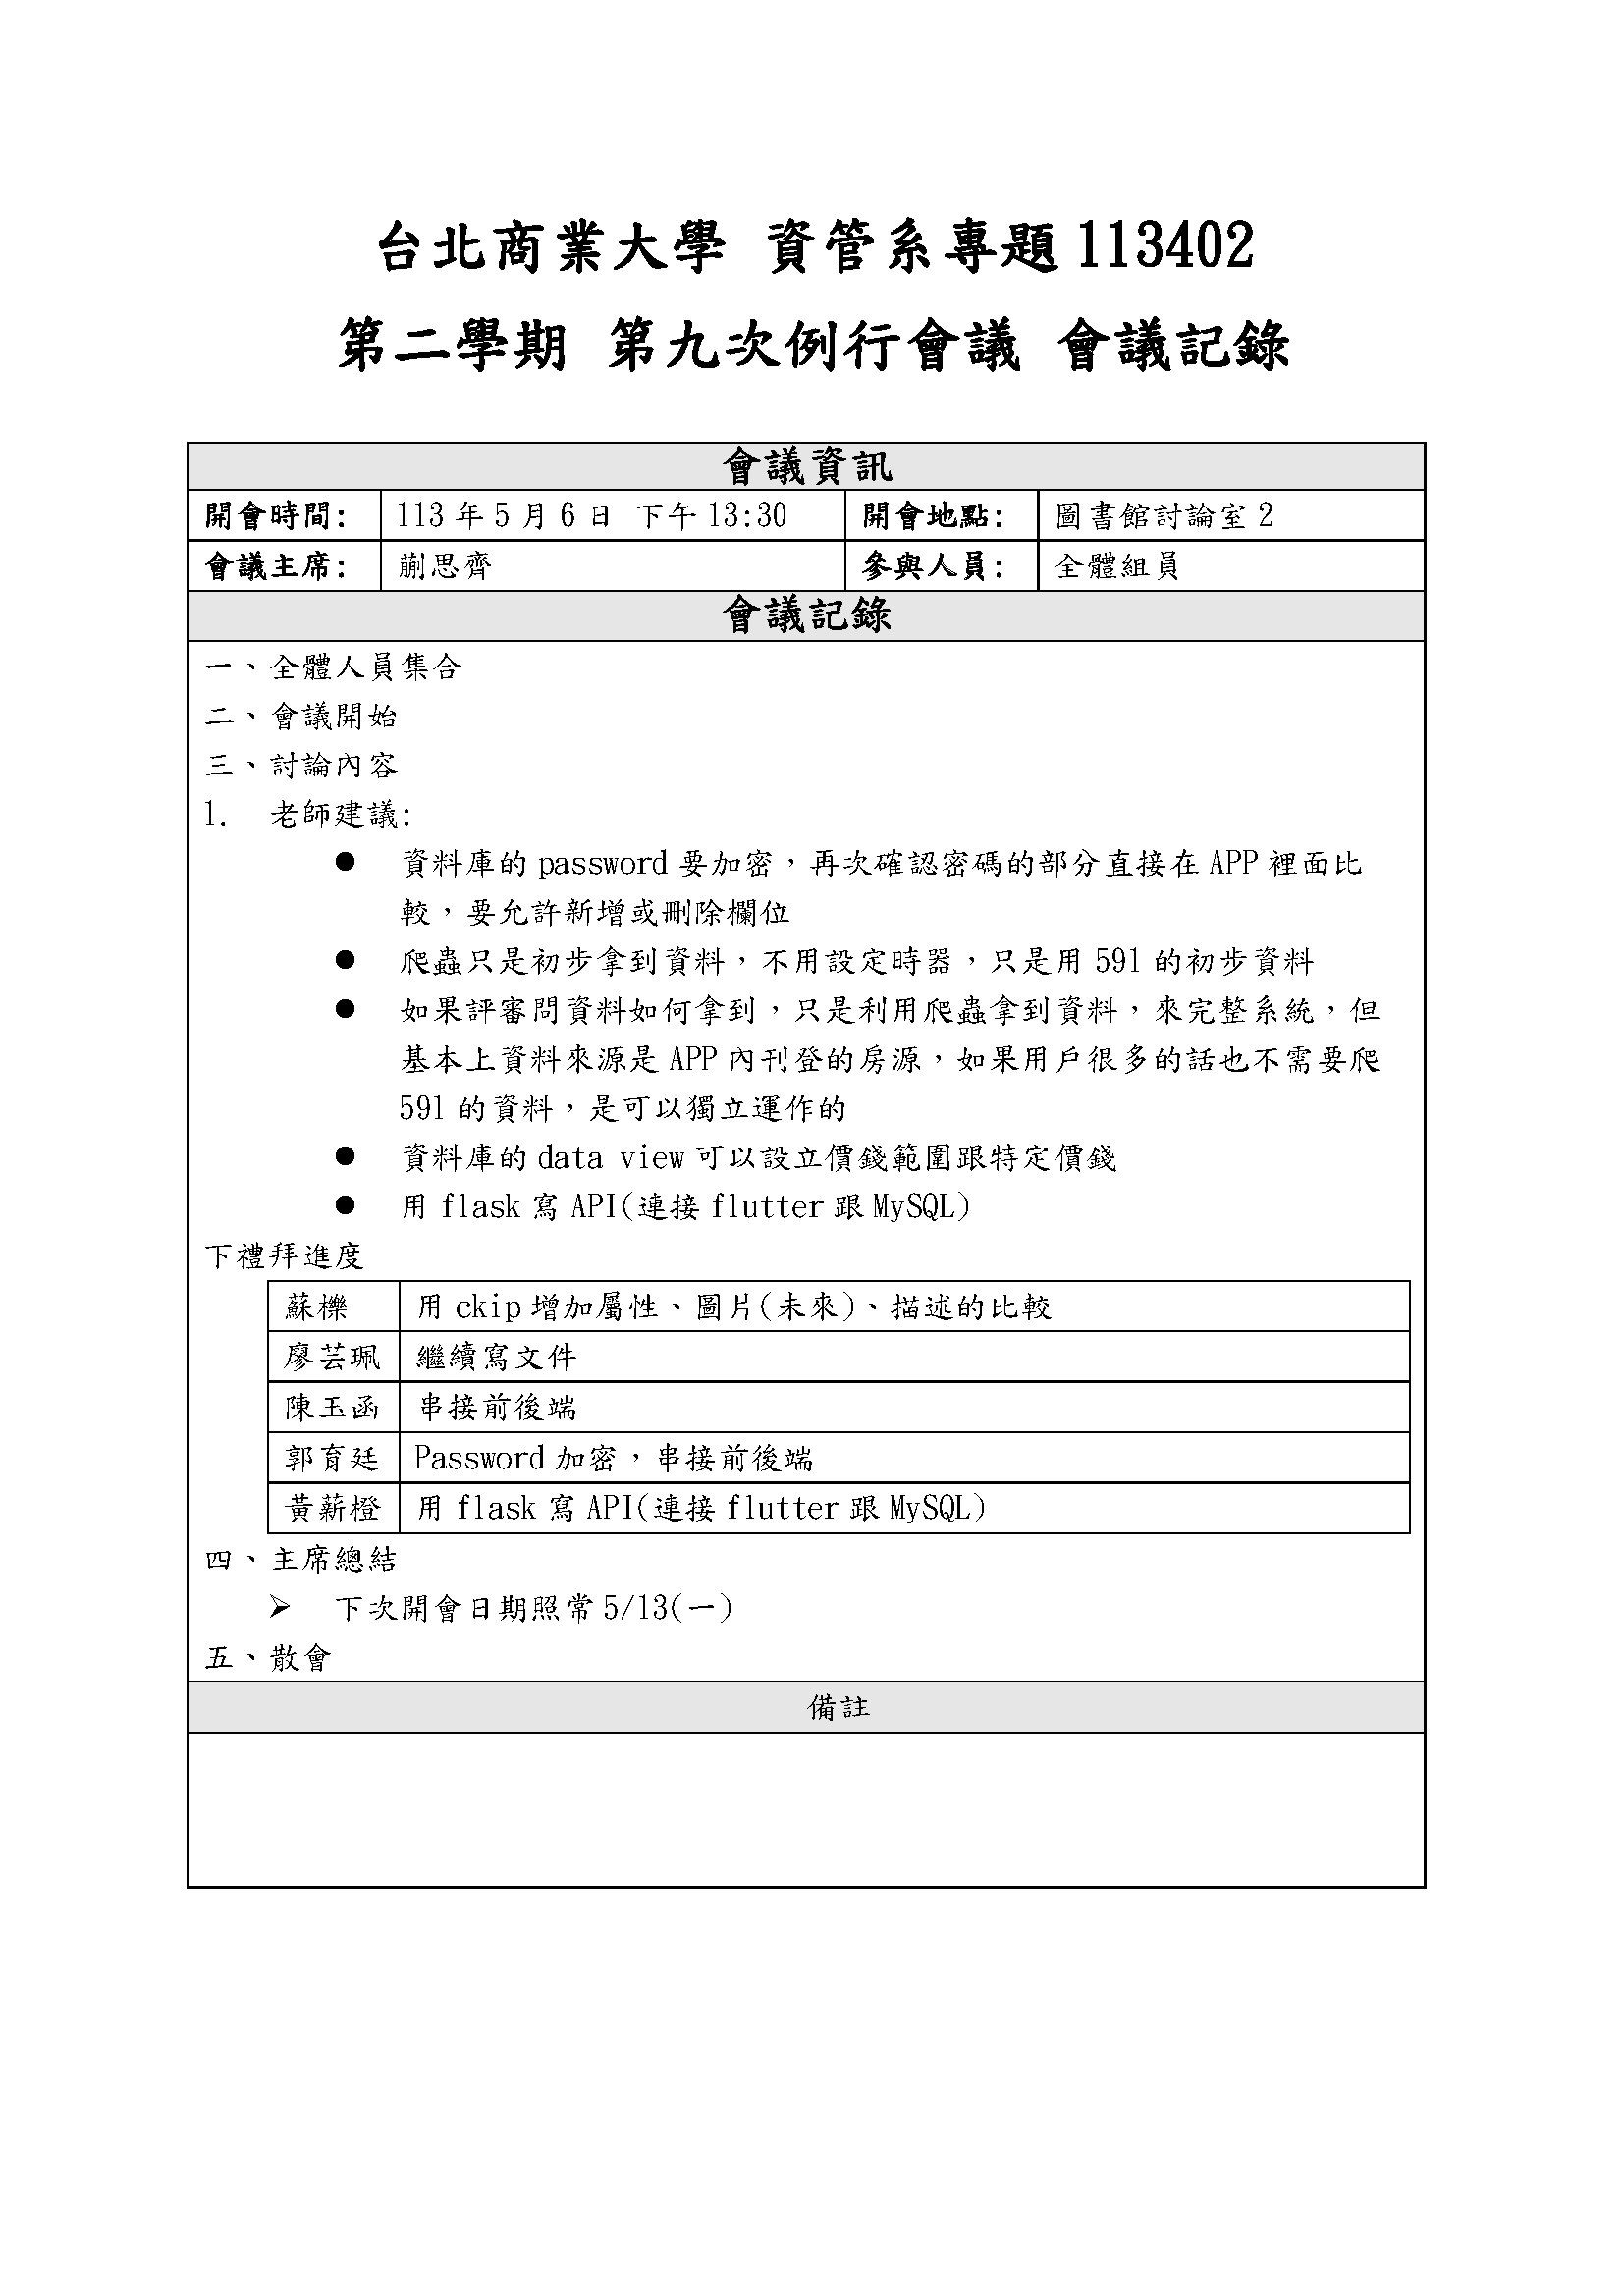 台北商業大學 資管系專題113402
第二學期 第九次例行會議 會議記錄
會議資訊
開會時間: 113年5月6日 下午13:30 開會地點: 圖書館討論室2
會議主席: 蒯思齊 參與人員: 全體組員
會議記錄
一、全體人員集合
二、會議開始
三、討論內容
1. 老師建議:
● 資料庫的password要加密，再次確認密碼的部分直接在APP裡面比
較，要允許新增或刪除欄位
● 爬蟲只是初步拿到資料，不用設定時器，只是用591的初步資料
● 如果評審問資料如何拿到，只是利用爬蟲拿到資料，來完整系統，但
基本上資料來源是APP內刊登的房源，如果用戶很多的話也不需要爬
591的資料，是可以獨立運作的
● 資料庫的data view可以設立價錢範圍跟特定價錢
● 用flask寫API(連接flutter跟MySQL)
下禮拜進度
蘇櫟 用ckip增加屬性、圖片(未來)、描述的比較
廖芸珮 繼續寫文件
陳玉函 串接前後端
郭育廷 Password加密，串接前後端
黃薪橙 用flask寫API(連接flutter跟MySQL)
四、主席總結
➢ 下次開會日期照常5/13(一)
五、散會
備註